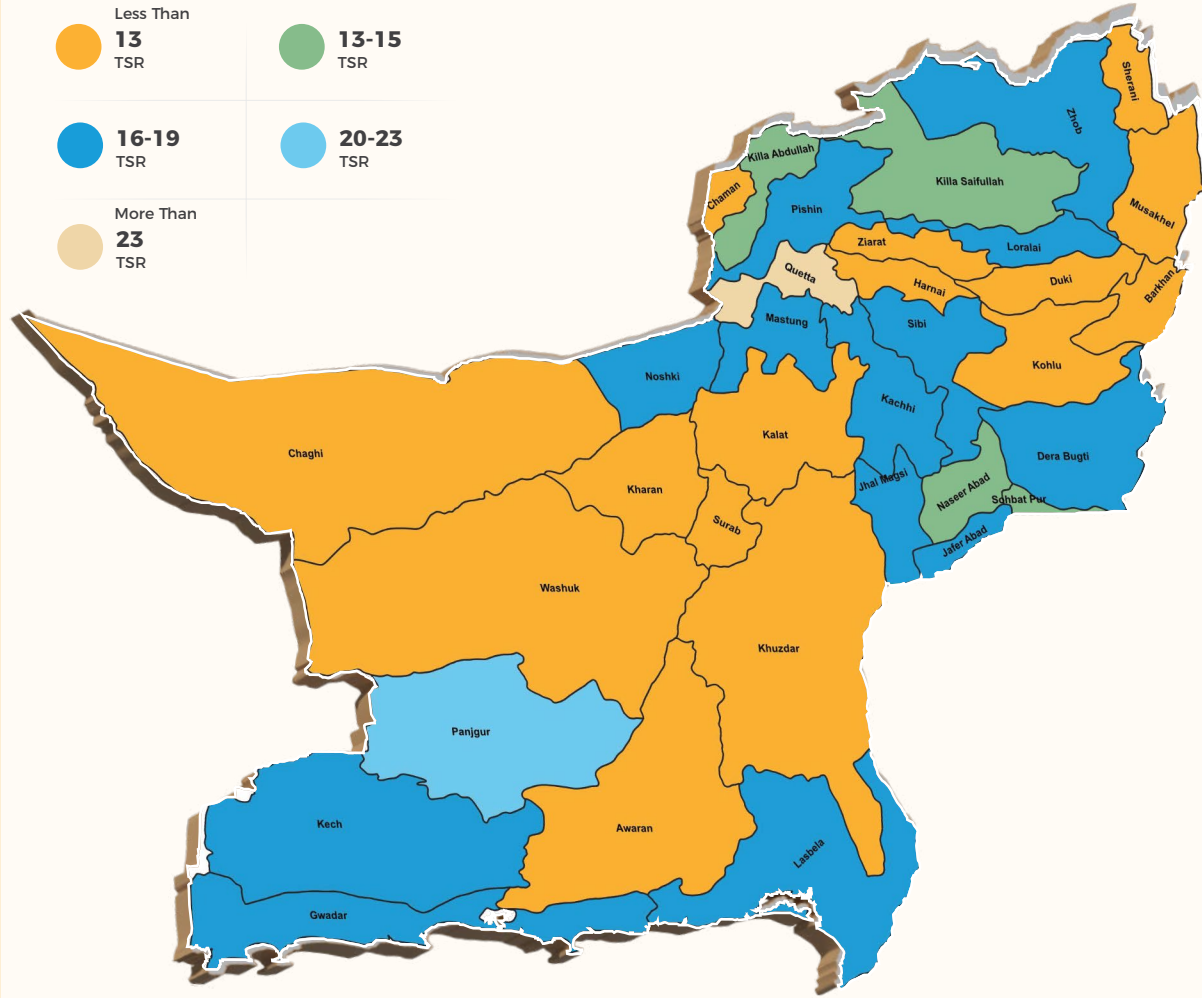 Less Than
13
TSR
13-15
TSR
16-19
TSR
20-23
TSR
More Than
23
TSR
Sherani
Zhob
Killa Abdullah
Killa Saifullah
Chaman
Pishin
Musakhel
Ziarat
Loralai
Quetta
Harnai
Duki
Barkhan
Mastung
Sibi
Noshki
Kohlu
Kachhi
Kalat
Chaghi
Dera Bugti
Kharan
Jhal Magsi
Naseer Abad
Sohbat Pur
Surab
Jafer Abad
Washuk
Khuzdar
Panjgur
Kech
Awaran
Lasbela
Gwadar